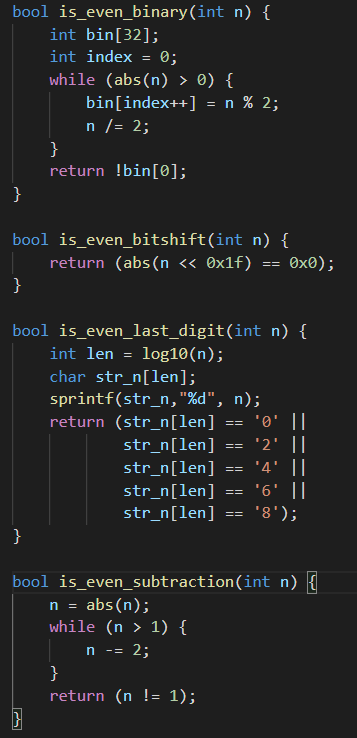 bool is_even_binary(int n) {
    int bin[32];
    int index = 0;
    while (abs(n) > 0) {
        bin[index++] = n % 2;
        n /= 2;
    }
    return !bin[0];
}

bool is_even_bitshift(int n) {
    return (abs(n << 0x1f) == 0x0);
}

bool is_even_last_digit(int n) {
    int len = log10(n);
    char str_n[len];
    sprintf(str_n,"%d", n);
    return (str_n[len] == '0' ||
            str_n[len] == '2' ||
            str_n[len] == '4' ||
            str_n[len] == '6' ||
            str_n[len] == '8');
}

bool is_even_subtraction(int n) {
    n = abs(n);
    while (n > 1) {
        n -= 2;
    }
    return (n != 1);
}